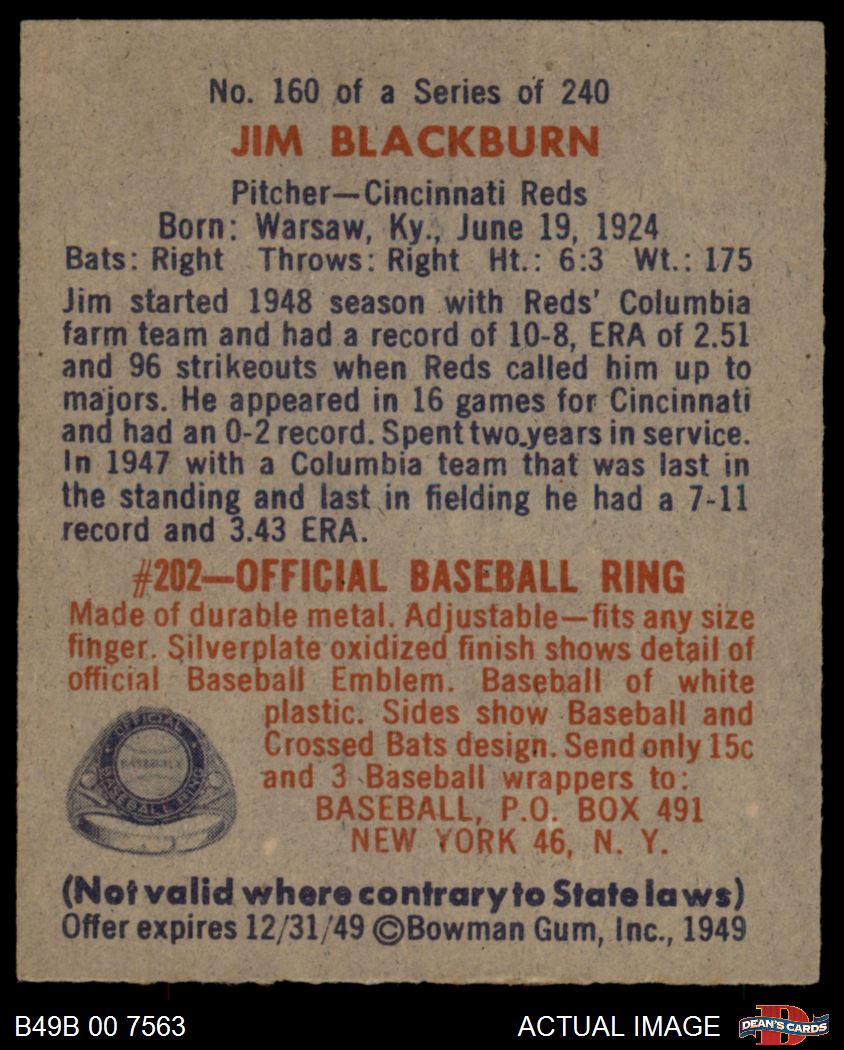 No. 160 of a Series of 240
JIM BLACKBURN
Pitcher—Cincinnati Reds
Born: Warsaw, Ky., June 19, 1924
Bats: Right Throws: Right Ht.: 6:3 Wt.: 175
Jim started 1948 season with Reds' Columbia
farm team and had a record of 10-8, ERA of 2.51
and 96 strikeouts when Reds called him up to
majors. He appeared in 16 games for Cincinnati
and had an 0-2 record. Spent two years in service.
In 1947 with a Columbia team that was last in
the standing and last in fielding he had a 7-11
record and 3.43 ERA.
#202—OFFICIAL BASEBALL RING
Made of durable metal. Adjustable—fits any size
finger. Silverplate oxidized finish shows detail of
official Baseball Emblem. Baseball of white
plastic. Sides show Baseball and
Crossed Bats design. Send only 15c
and 3 Baseball wrappers to:
BASEBALL, P.O. BOX 491
NEW YORK 46, N. Y.
OFFICIAL
BASEBALL
BASEBALL RING
(Not valid where contrary to State laws)
Offer expires 12/31/49 ©Bowman Gum, Inc., 1949
B49B 00 7563
ACTUAL IMAGE
DEAN'S CARDS